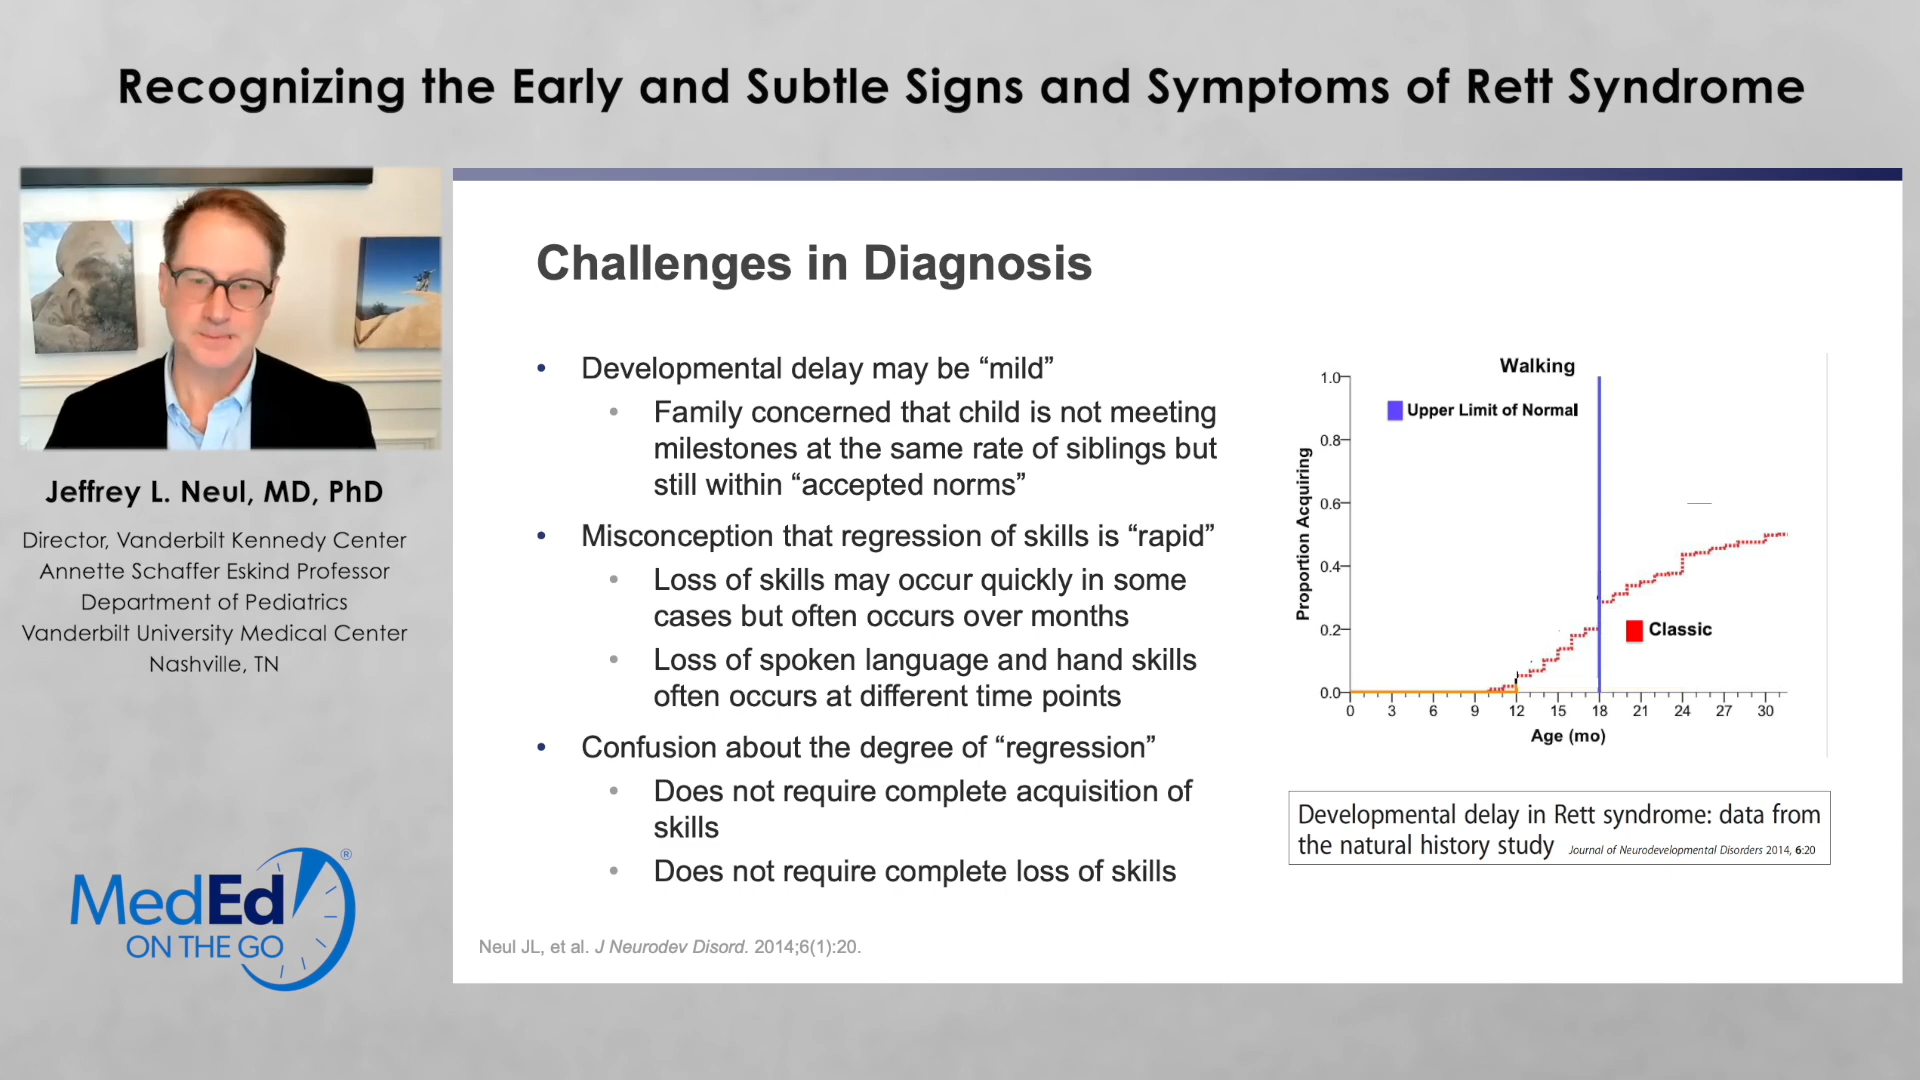 Recognizing the Early and Subtle Signs and Symptoms of Rett Syndrome
Jeffrey L. Neul, MD, PhD
Director, Vanderbilt Kennedy Center
Annette Schaffer Eskind Professor
Department of Pediatrics
Vanderbilt University Medical Center
Nashville, TN
MedEd®
ON THE GO
Challenges in Diagnosis
• Developmental delay may be “mild”
• Family concerned that child is not meeting
milestones at the same rate of siblings but
still within “accepted norms”
• Misconception that regression of skills is “rapid”
• Loss of skills may occur quickly in some
cases but often occurs over months
• Loss of spoken language and hand skills
often occurs at different time points
• Confusion about the degree of “regression”
• Does not require complete acquisition of
skills
• Does not require complete loss of skills
Neul JL, et al. J Neurodev Disord. 2014;6(1):20.
Walking
Upper Limit of Normal
Classic
Proportion Acquiring
1.0
0.8
0.6
0.4
0.2
0.0
0 3 6 9 12 15 18 21 24 27 30
Age (mo)
Developmental delay in Rett syndrome: data from
the natural history study Journal of Neurodevelopmental Disorders 2014, 6:20